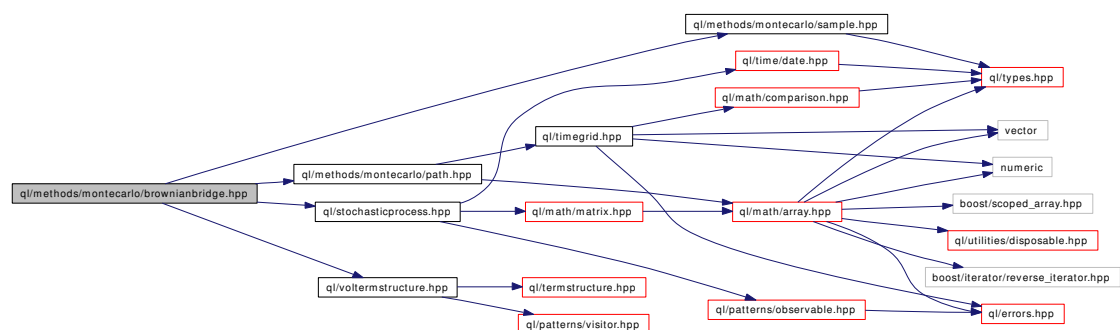 ql/methods/montecarlo/sample.hpp
ql/time/date.hpp
ql/types.hpp
ql/math/comparison.hpp
ql/timegrid.hpp
vector
numeric
ql/methods/montecarlo/path.hpp
ql/methods/montecarlo/brownianbridge.hpp
ql/stochasticprocess.hpp
ql/math/matrix.hpp
ql/math/array.hpp
boost/scoped_array.hpp
ql/utilities/disposable.hpp
boost/iterator/reverse_iterator.hpp
ql/voltermstructure.hpp
ql/termstructure.hpp
ql/patterns/observable.hpp
ql/errors.hpp
ql/patterns/visitor.hpp